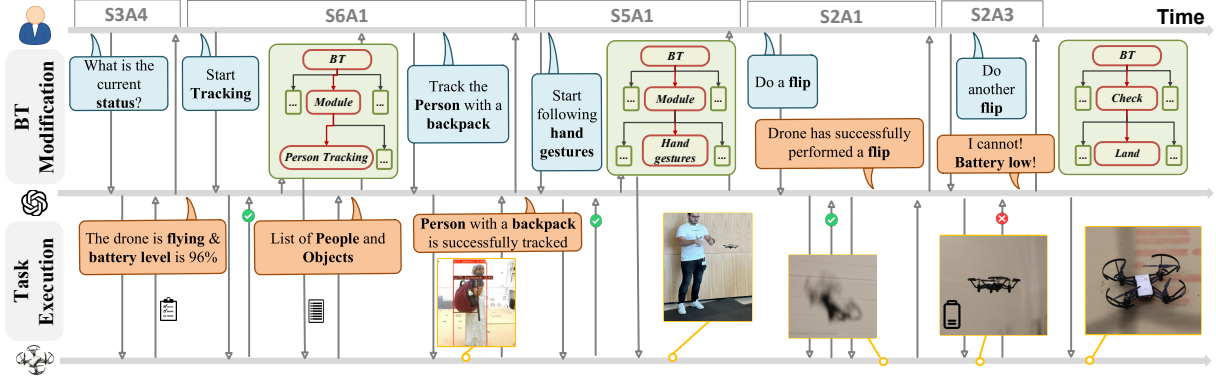 S3A4
S6A1
S5A1
S2A1
S2A3
Time
BT
Modification
What is the
current
status?
Start
Tracking
BT
...
Module
...
Person Tracking
...
Track the
Person with a
backpack
Start
following
hand
gestures
BT
...
Module
...
...
Hand
gestures
...
Do a flip
Drone has successfully
performed a flip
Do
another
flip
I cannot!
Battery low!
BT
...
Check
...
...
Land
...
Task
Execution
The drone is flying &
battery level is 96%
List of People and
Objects
Person with a backpack
is successfully tracked